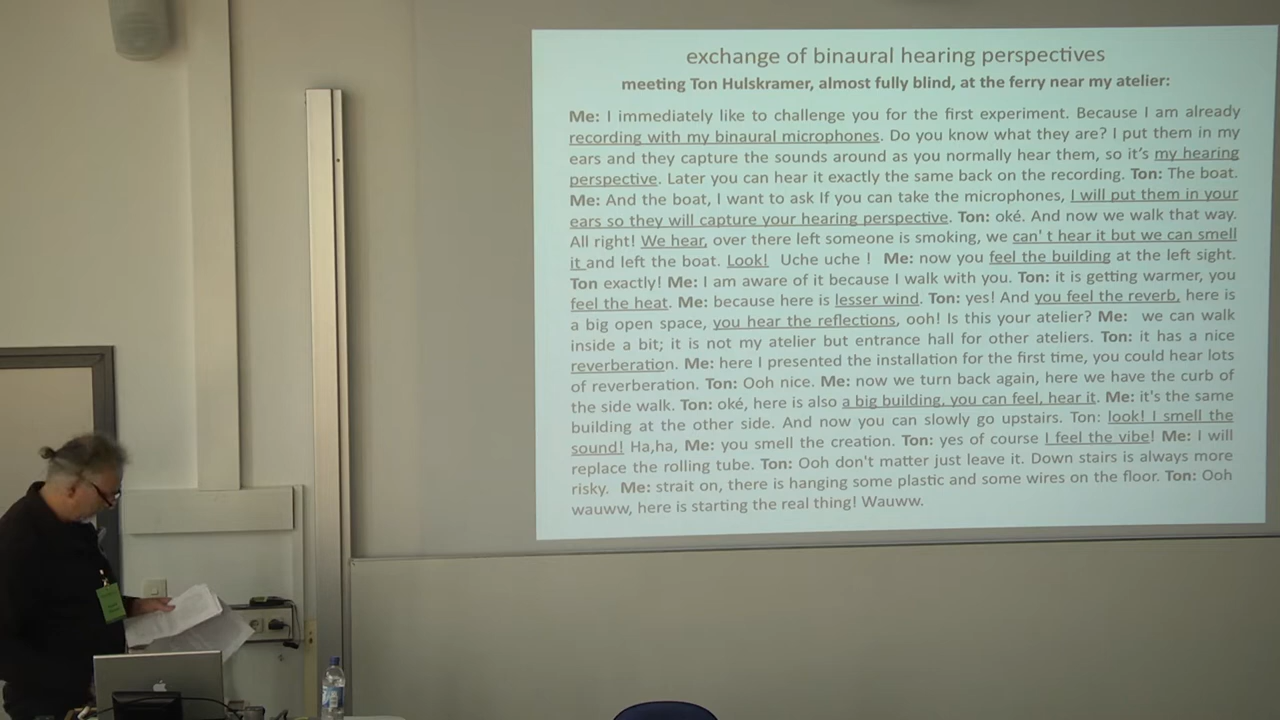 exchange of binaural hearing perspectives
meeting Ton Hulskramer, almost fully blind, at the ferry near my atelier:
Me: I immediately like to challenge you for the first experiment. Because I am already
recording with my binaural microphones. Do you know what they are? I put them in my
ears and they capture the sounds around as you normally hear them, so it's my hearing
perspective. Later you can hear it exactly the same back on the recording. Ton: The boat.
Me: And the boat, I want to ask If you can take the microphones, I will put them in your
ears so they will capture your hearing perspective. Ton: oké. And now we walk that way.
All right! We hear, over there left someone is smoking, we can' t hear it but we can smell
it and left the boat. Look! Uche uche ! Me: now you feel the building at the left sight.
Ton exactly! Me: I am aware of it because I walk with you. Ton: it is getting warmer, you
feel the heat. Me: because here is lesser wind. Ton: yes! And you feel the reverb, here is
a big open space, you hear the reflections, ooh! Is this your atelier? Me: we can walk
inside a bit; it is not my atelier but entrance hall for other ateliers. Ton: it has a nice
reverberation. Me: here I presented the installation for the first time, you could hear lots
of reverberation. Ton: Ooh nice. Me: now we turn back again, here we have the curb of
the side walk. Ton: oké, here is also a big building, you can feel, hear it. Me: it's the same
building at the other side. And now you can slowly go upstairs. Ton: look! I smell the
sound! Ha,ha, Me: you smell the creation. Ton: yes of course I feel the vibe! Me: I will
replace the rolling tube. Ton: Ooh don't matter just leave it. Down stairs is always more
risky. Me: strait on, there is hanging some plastic and some wires on the floor. Ton: Ooh
wauww, here is starting the real thing! Wauww.